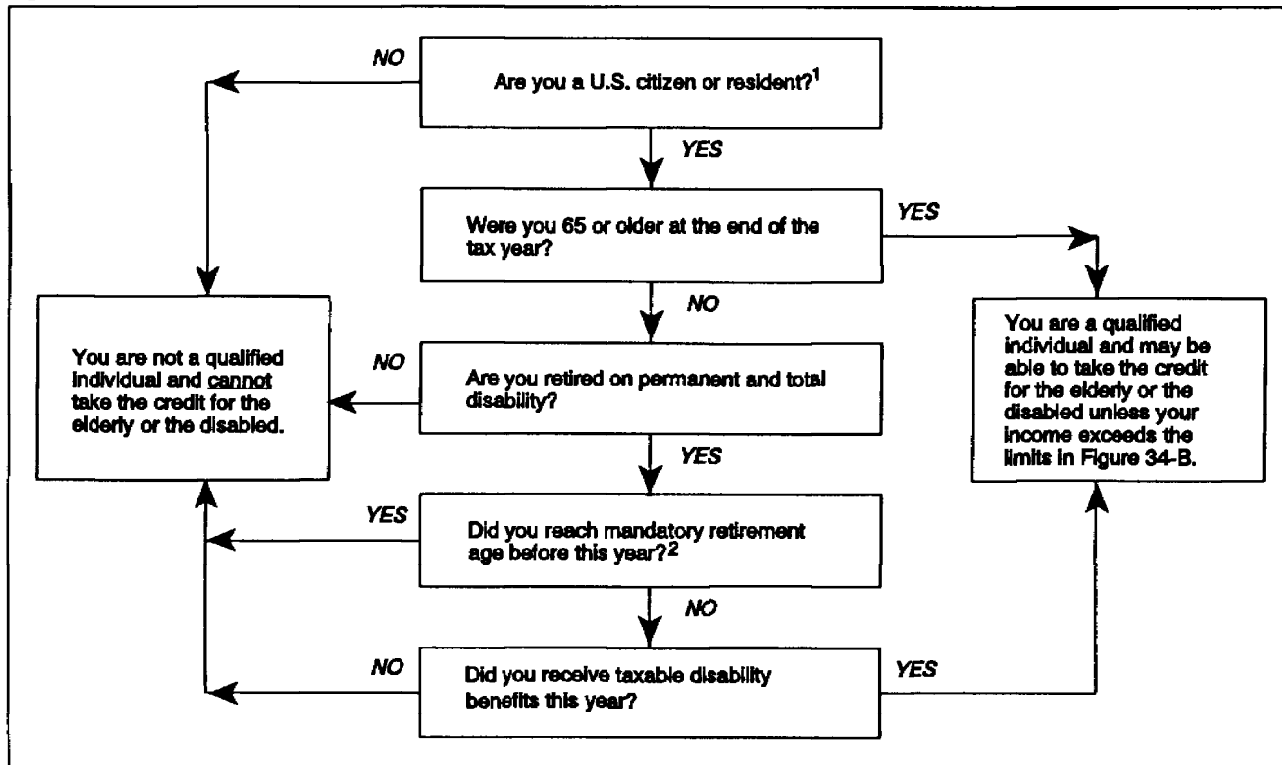 NO
Are you a U.S. citizen or resident?1
YES
Were you 65 or older at the end of the
tax year?
YES
NO
You are not a qualified
individual and cannot
take the credit for the
elderly or the disabled.
NO
Are you retired on permanent and total
disability?
You are a qualified
individual and may be
able to take the credit
for the elderly or the
disabled unless your
income exceeds the
limits in Figure 34-B.
YES
YES
Did you reach mandatory retirement
age before this year?2
NO
NO
Did you receive taxable disability
benefits this year?
YES